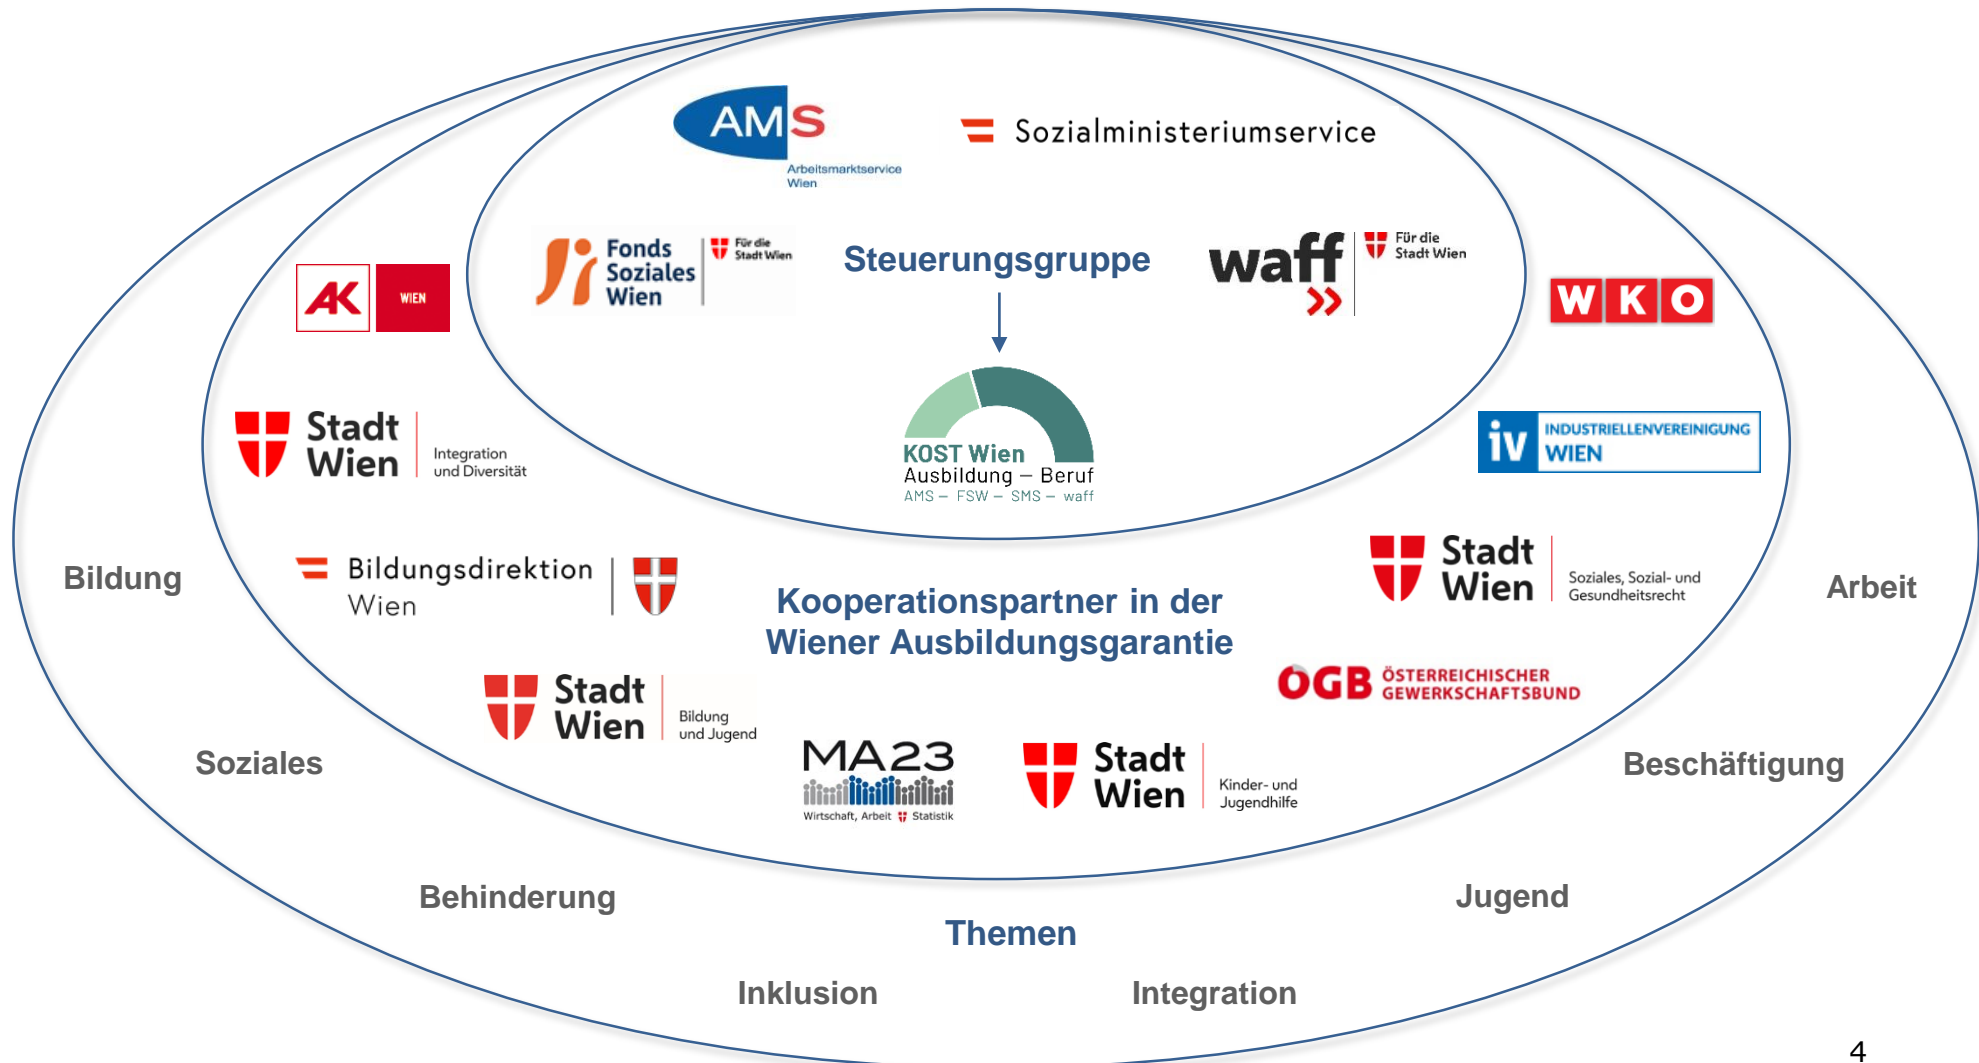 AMS
Arbeitsmarktservice
Wien
Sozialministeriumservice
Fonds
Soziales
Wien
Für die
Stadt Wien
Steuerungsgruppe
waff
Für die
Stadt Wien
AK WIEN
WKO
KOST Wien
Ausbildung – Beruf
AMS – FSW – SMS – waff
Stadt
Wien
Integration
und Diversität
iv INDUSTRIELLENVEREINIGUNG
WIEN
Bildung
Bildungsdirektion
Wien
Kooperationspartner in der
Wiener Ausbildungsgarantie
Stadt
Wien
Soziales, Sozial- und
Gesundheitsrecht
Arbeit
Stadt
Wien
Bildung
und Jugend
ÖGB ÖSTERREICHISCHER
GEWERKSCHAFTSBUND
Soziales
MA23
Wirtschaft, Arbeit Statistik
Stadt
Wien
Kinder- und
Jugendhilfe
Beschäftigung
Behinderung
Jugend
Themen
Inklusion
Integration
4